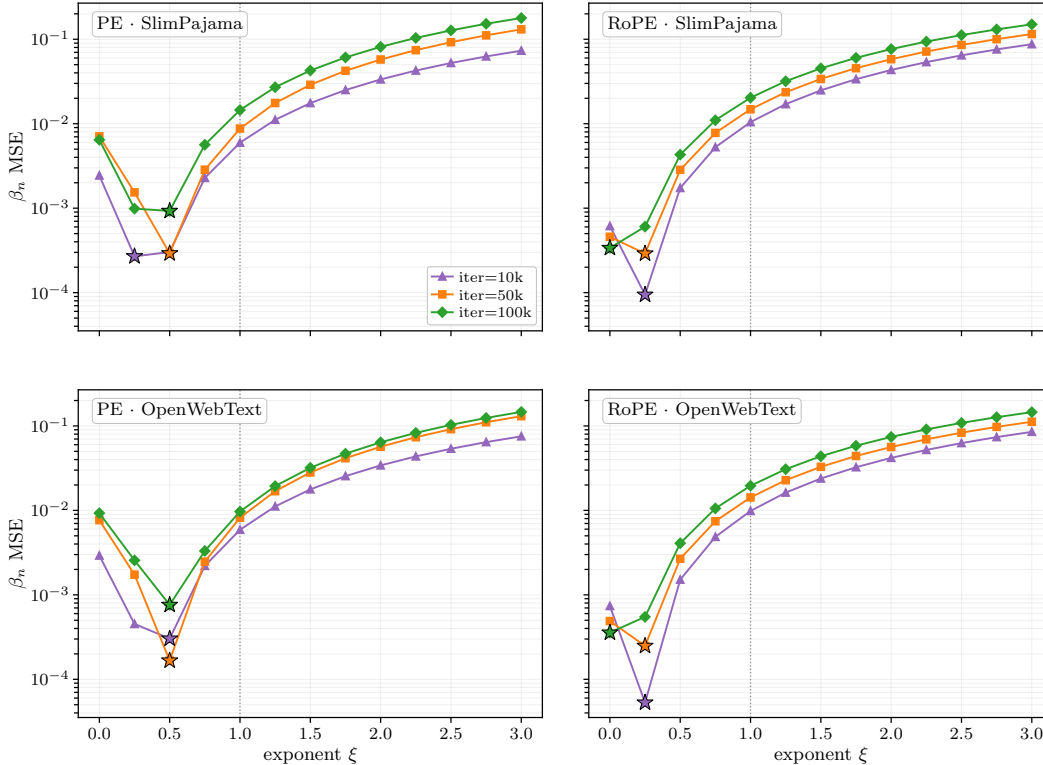 PE · SlimPajama
RoPE · SlimPajama
10⁻¹
10⁻²
10⁻³
10⁻⁴
βₙ MSE
iter=10k
iter=50k
iter=100k
PE · OpenWebText
RoPE · OpenWebText
10⁻¹
10⁻²
10⁻³
10⁻⁴
βₙ MSE
0.0 0.5 1.0 1.5 2.0 2.5 3.0
0.0 0.5 1.0 1.5 2.0 2.5 3.0
exponent ξ
exponent ξ